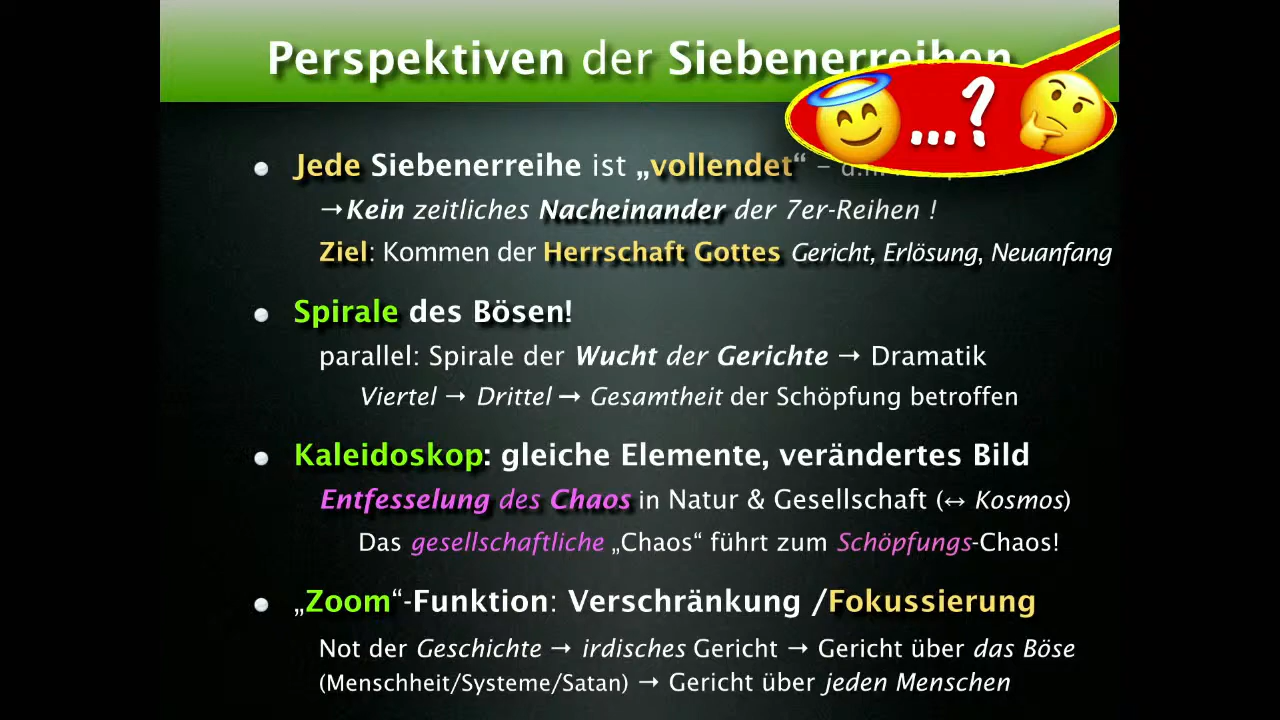 Perspektiven der Siebenerreihen
...?
• Jede Siebenerreihe ist „vollendet“ –
→Kein zeitliches Nacheinander der 7er-Reihen !
Ziel: Kommen der Herrschaft Gottes Gericht, Erlösung, Neuanfang
• Spirale des Bösen!
parallel: Spirale der Wucht der Gerichte → Dramatik
Viertel → Drittel → Gesamtheit der Schöpfung betroffen
• Kaleidoskop: gleiche Elemente, verändertes Bild
Entfesselung des Chaos in Natur & Gesellschaft (↔ Kosmos)
Das gesellschaftliche „Chaos“ führt zum Schöpfungs-Chaos!
• „Zoom“-Funktion: Verschränkung /Fokussierung
Not der Geschichte → irdisches Gericht → Gericht über das Böse
(Menschheit/Systeme/Satan) → Gericht über jeden Menschen